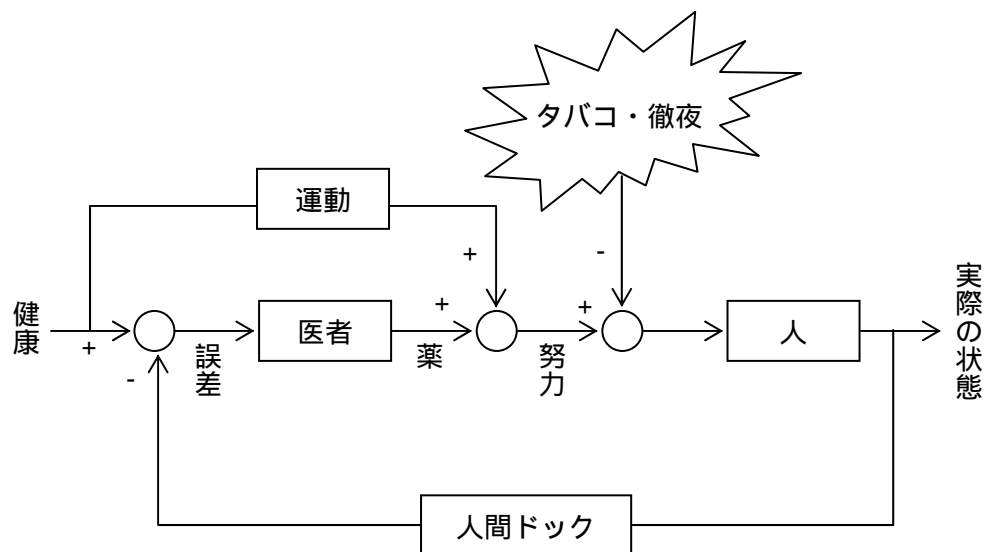 タバコ・徹夜
運動
+
-
健康
+
-
誤差
医者
+
薬
+
努力
人
実際の状態
人間ドック